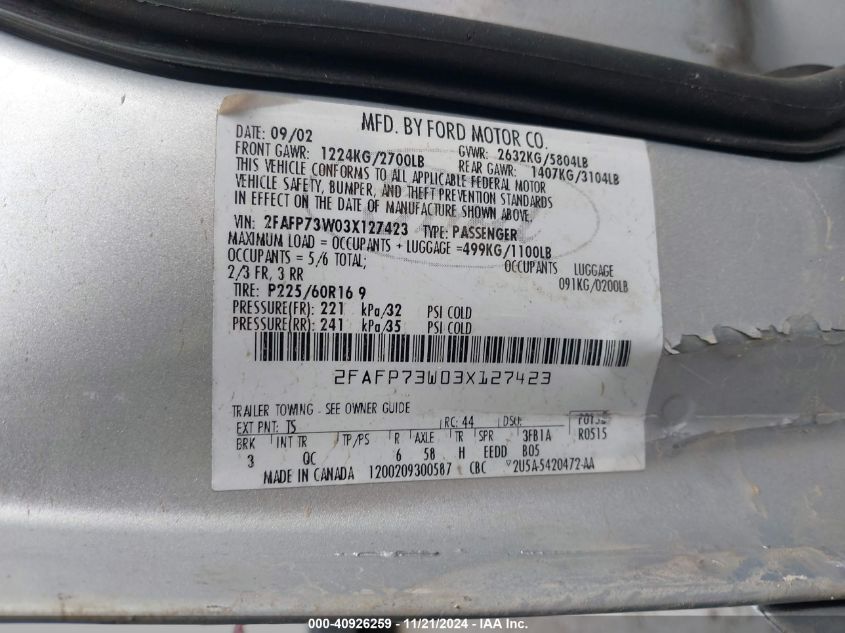 MFD. BY FORD MOTOR CO.
DATE: 09/02 GVWR: 2632KG/5804LB
FRONT GAWR: 1224KG/2700LB REAR GAWR: 1407KG/3104LB
THIS VEHICLE CONFORMS TO ALL APPLICABLE FEDERAL MOTOR
VEHICLE SAFETY, BUMPER, AND THEFT PREVENTION STANDARDS
IN EFFECT ON THE DATE OF MANUFACTURE SHOWN ABOVE.
VIN: 2FAFP73W03X127423 TYPE: PASSENGER
MAXIMUM LOAD = OCCUPANTS + LUGGAGE =499KG/1100LB
OCCUPANTS = 5/6 TOTAL; OCCUPANTS LUGGAGE
2/3 FR, 3 RR 091KG/0200LB
TIRE: P225/60R16 9
PRESSURE(FR): 221 kPa/32 PSI COLD
PRESSURE(RR): 241 kPa/35 PSI COLD
2FAFP73W03X127423
TRAILER TOWING - SEE OWNER GUIDE
EXT PNT: TS RC: 44 DSO:
BRK INT TR TP/PS R AXLE TR SPR 3FB1A R0515
3 QC 6 58 H EEDD B05
MADE IN CANADA 1200209300587 CBC 2U5A-5420472-AA
000-40926259 - 11/21/2024 - IAA Inc.